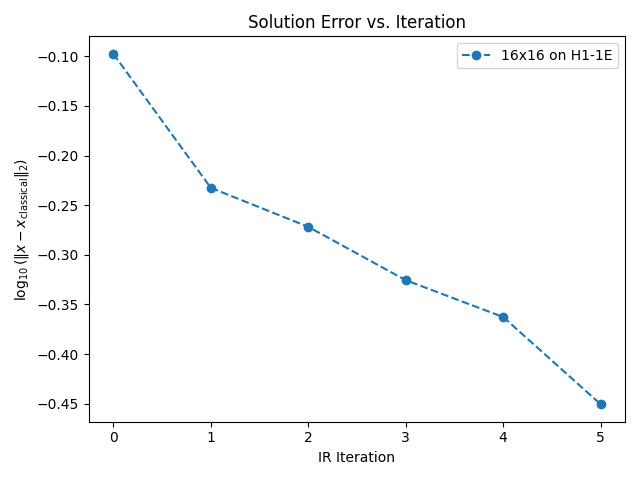 Solution Error vs. Iteration
16x16 on H1-1E
log₁₀(‖x − x_classical‖₂)
−0.10
−0.15
−0.20
−0.25
−0.30
−0.35
−0.40
−0.45
0 1 2 3 4 5
IR Iteration